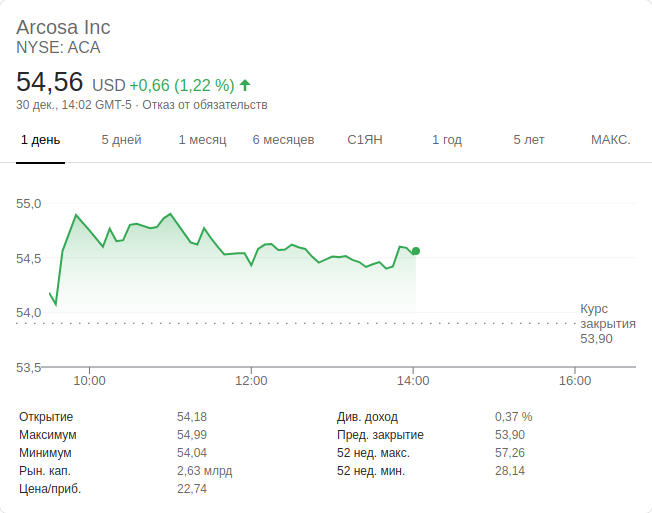 Arcosa Inc
NYSE: ACA
54,56 USD +0,66 (1,22 %)
30 дек., 14:02 GMT-5 · Отказ от обязательств
1 день 5 дней 1 месяц 6 месяцев С1ЯН 1 год 5 лет МАКС.
55,0
54,5
54,0
Курс
закрытия
53,90
53,5
10:00 12:00 14:00 16:00
Открытие 54,18 Див. доход 0,37 %
Максимум 54,99 Пред. закрытие 53,90
Минимум 54,04 52 нед. макс. 57,26
Рын. кап. 2,63 млрд 52 нед. мин. 28,14
Цена/приб. 22,74